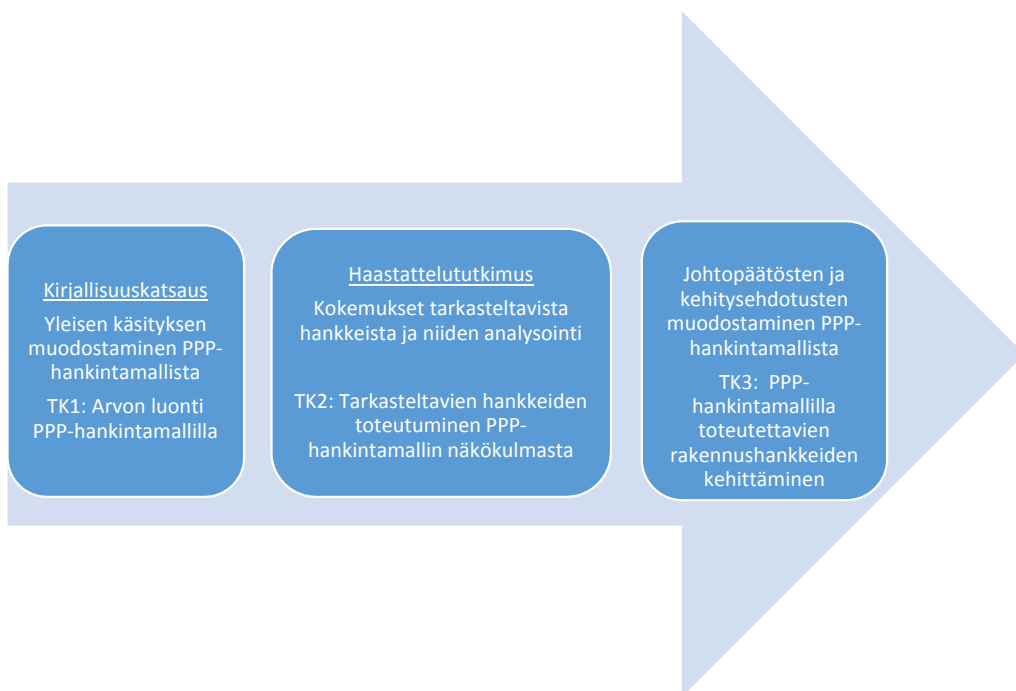 Kirjallisuuskatsaus
Yleisen käsityksen
muodostaminen PPP-
hankintamallista
TK1: Arvon luonti
PPP-hankintamallilla
Haastattelututkimus
Kokemukset tarkasteltavista
hankkeista ja niiden analysointi
TK2: Tarkasteltavien hankkeiden
toteutuminen PPP-
hankintamallin näkökulmasta
Johtopäätösten ja
kehitysehdotusten
muodostaminen PPP-
hankintamallista
TK3: PPP-
hankintamallilla
toteutettavien
rakennushankkeiden
kehittäminen